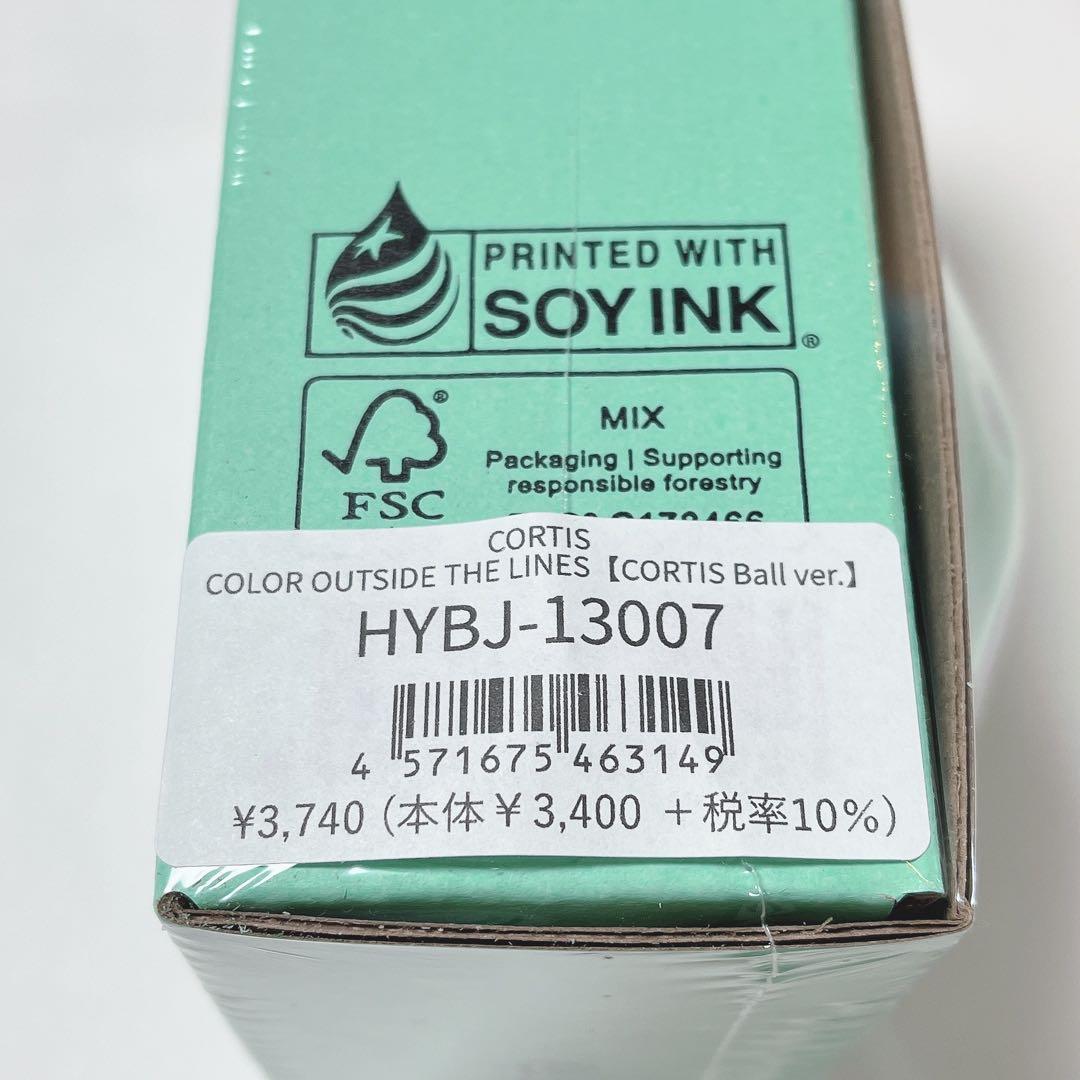 PRINTED WITH
SOY INK
®
®
FSC
MIX
Packaging | Supporting
responsible forestry
CORTIS
COLOR OUTSIDE THE LINES【CORTIS Ball ver.】
HYBJ-13007
4 571675 463149
¥3,740 (本体¥3,400 +税率10%)